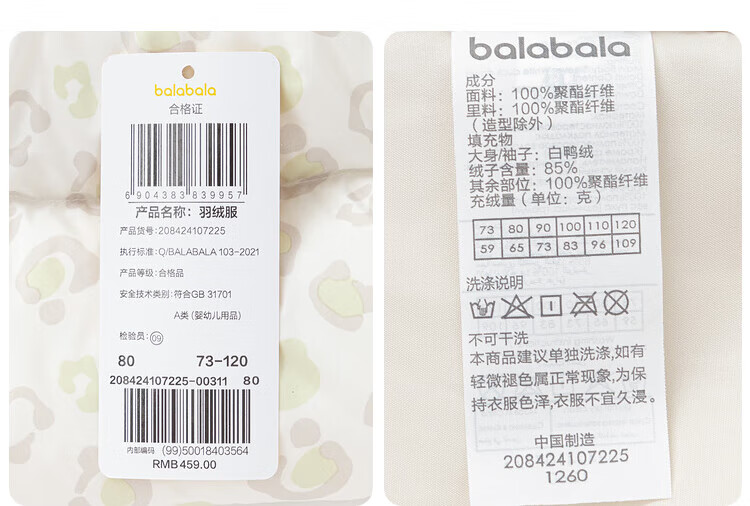 balabala
合格证
6904383839957
产品名称: 羽绒服
产品货号: 208424107225
执行标准: Q/BALABALA 103-2021
产品等级: 合格品
安全技术类别: 符合GB 31701
A类 (婴幼儿用品)
检验员: 09
80 73-120
208424107225-00311 80
内部编码 (99)50018403564
RMB459.00
balabala
成分
面料: 100%聚酯纤维
里料: 100%聚酯纤维
(造型除外)
填充物
大身/袖子: 白鸭绒
绒子含量: 85%
其余部位: 100%聚酯纤维
充绒量 (单位: 克)
73 80 90 100 110 120
59 65 73 83 96 109
洗涤说明
不可干洗
本商品建议单独洗涤,如有
轻微褪色属正常现象,为保
持衣服色泽,衣服不宜久浸。
中国制造
208424107225
1260